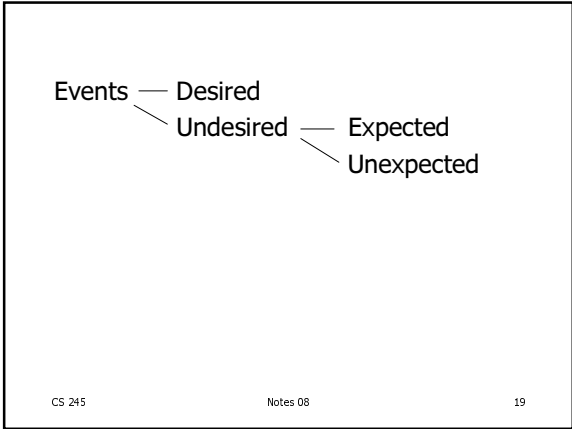 Events Desired
Undesired Expected
Unexpected
CS 245 Notes 08 19